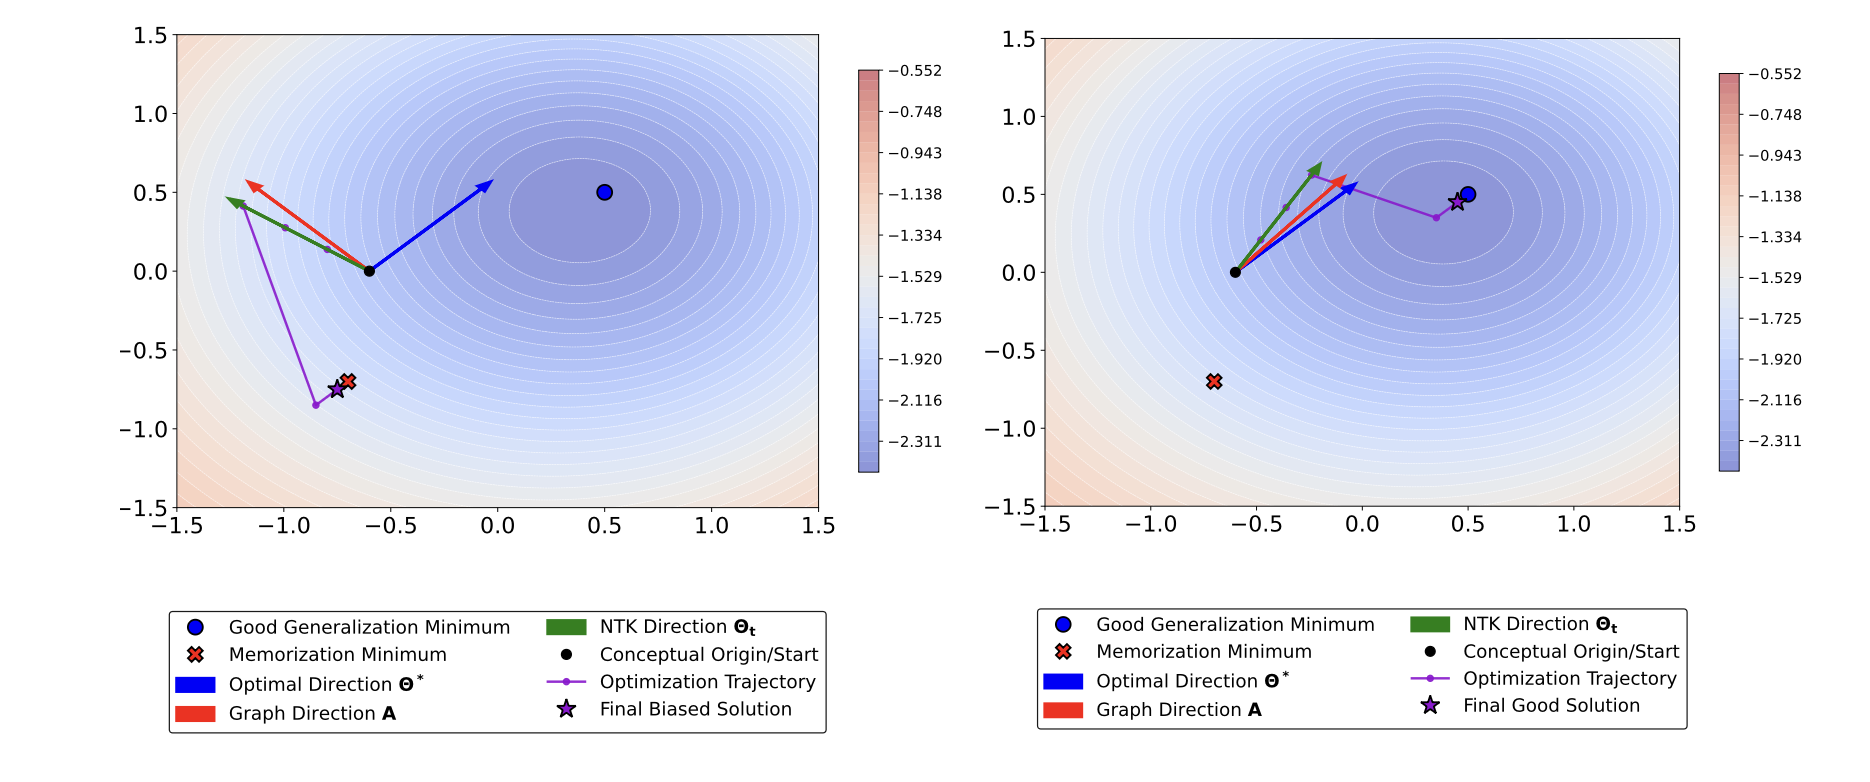 1.5
1.0
0.5
0.0
−0.5
−1.0
−1.5
−1.5 −1.0 −0.5 0.0 0.5 1.0 1.5
−0.552
−0.748
−0.943
−1.138
−1.334
−1.529
−1.725
−1.920
−2.116
−2.311
Good Generalization Minimum
Memorization Minimum
Optimal Direction Θ*
Graph Direction A
NTK Direction Θt
Conceptual Origin/Start
Optimization Trajectory
Final Biased Solution
1.5
1.0
0.5
0.0
−0.5
−1.0
−1.5
−1.5 −1.0 −0.5 0.0 0.5 1.0 1.5
−0.552
−0.748
−0.943
−1.138
−1.334
−1.529
−1.725
−1.920
−2.116
−2.311
Good Generalization Minimum
Memorization Minimum
Optimal Direction Θ*
Graph Direction A
NTK Direction Θt
Conceptual Origin/Start
Optimization Trajectory
Final Good Solution